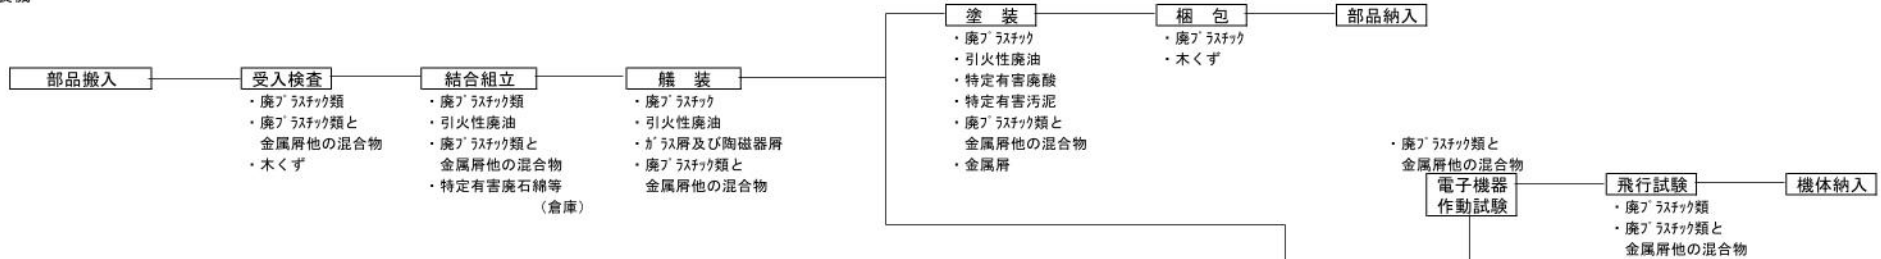 塗　装
・廃ﾌﾟﾗｽﾁｯｸ
・引火性廃油
・特定有害廃酸
・特定有害汚泥
・廃ﾌﾟﾗｽﾁｯｸ類と
金属屑他の混合物
・金属屑
梱　包
・廃ﾌﾟﾗｽﾁｯｸ
・木くず
部品納入
部品搬入
受入検査
・廃ﾌﾟﾗｽﾁｯｸ類
・廃ﾌﾟﾗｽﾁｯｸ類と
金属屑他の混合物
・木くず
結合組立
・廃ﾌﾟﾗｽﾁｯｸ類
・引火性廃油
・廃ﾌﾟﾗｽﾁｯｸ類と
金属屑他の混合物
・特定有害廃石綿等
（倉庫）
艤　装
・廃ﾌﾟﾗｽﾁｯｸ
・引火性廃油
・ｶﾞﾗｽ屑及び陶磁器屑
・廃ﾌﾟﾗｽﾁｯｸ類と
金属屑他の混合物
・廃ﾌﾟﾗｽﾁｯｸ類と
金属屑他の混合物
電子機器
作動試験
飛行試験
・廃ﾌﾟﾗｽﾁｯｸ類
・廃ﾌﾟﾗｽﾁｯｸ類と
金属屑他の混合物
機体納入